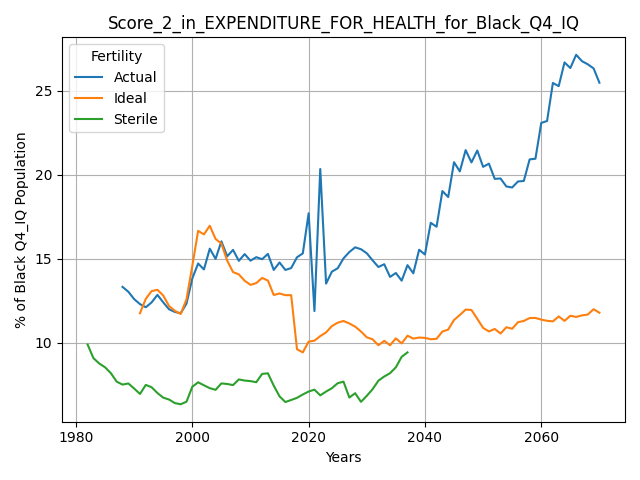 Score_2_in_EXPENDITURE_FOR_HEALTH_for_Black_Q4_IQ
Fertility
Actual
Ideal
Sterile
% of Black Q4_IQ Population
25
20
15
10
1980
2000
2020
2040
2060
Years